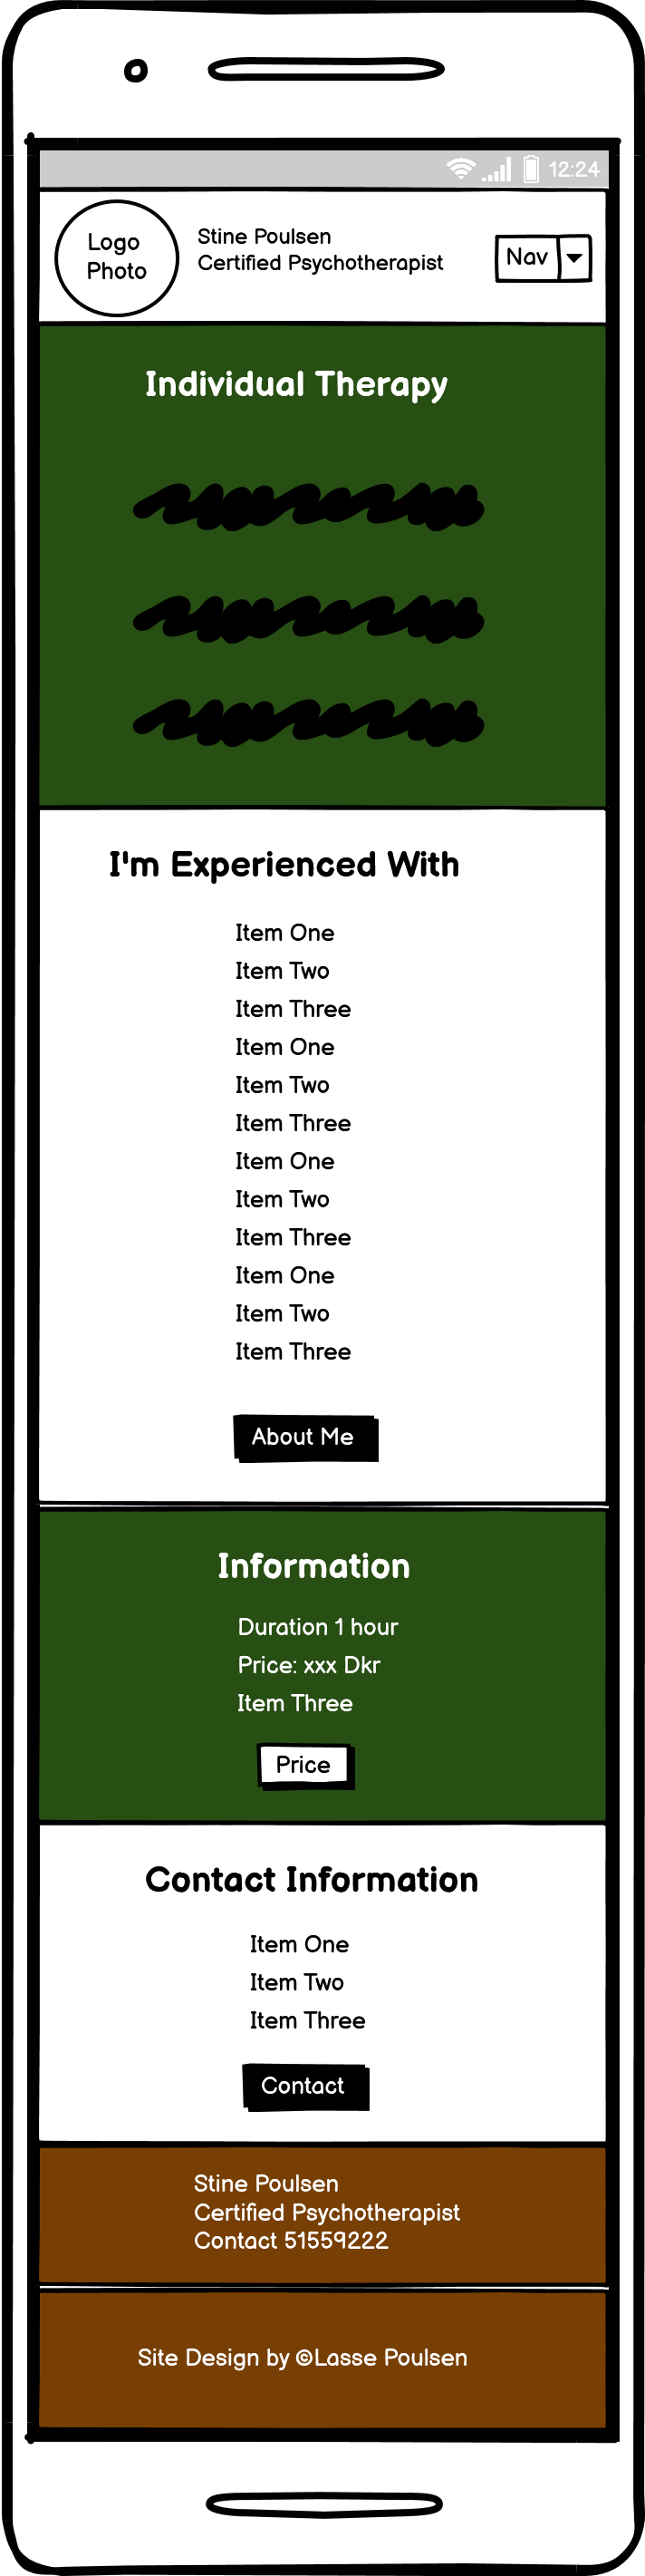 12:24
Logo
Photo
Stine Poulsen
Certified Psychotherapist
Nav
Individual Therapy
I'm Experienced With
Item One
Item Two
Item Three
Item One
Item Two
Item Three
Item One
Item Two
Item Three
Item One
Item Two
Item Three
About Me
Information
Duration 1 hour
Price: xxx Dkr
Item Three
Price
Contact Information
Item One
Item Two
Item Three
Contact
Stine Poulsen
Certified Psychotherapist
Contact 51559222
Site Design by ©Lasse Poulsen